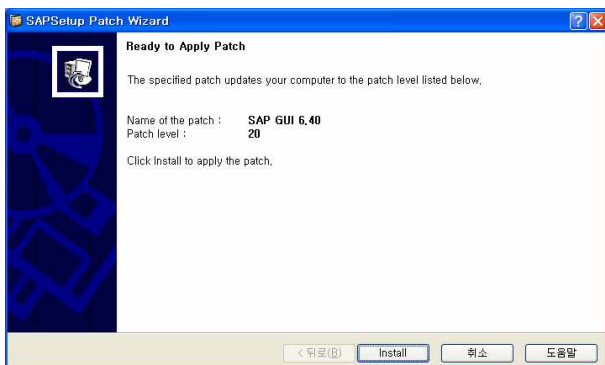 SAPSetup Patch Wizard
Ready to Apply Patch
The specified patch updates your computer to the patch level listed below,
Name of the patch : SAP GUI 6,40
Patch level : 20
Click Install to apply the patch,
< 뒤로(B) Install 취소 도움말